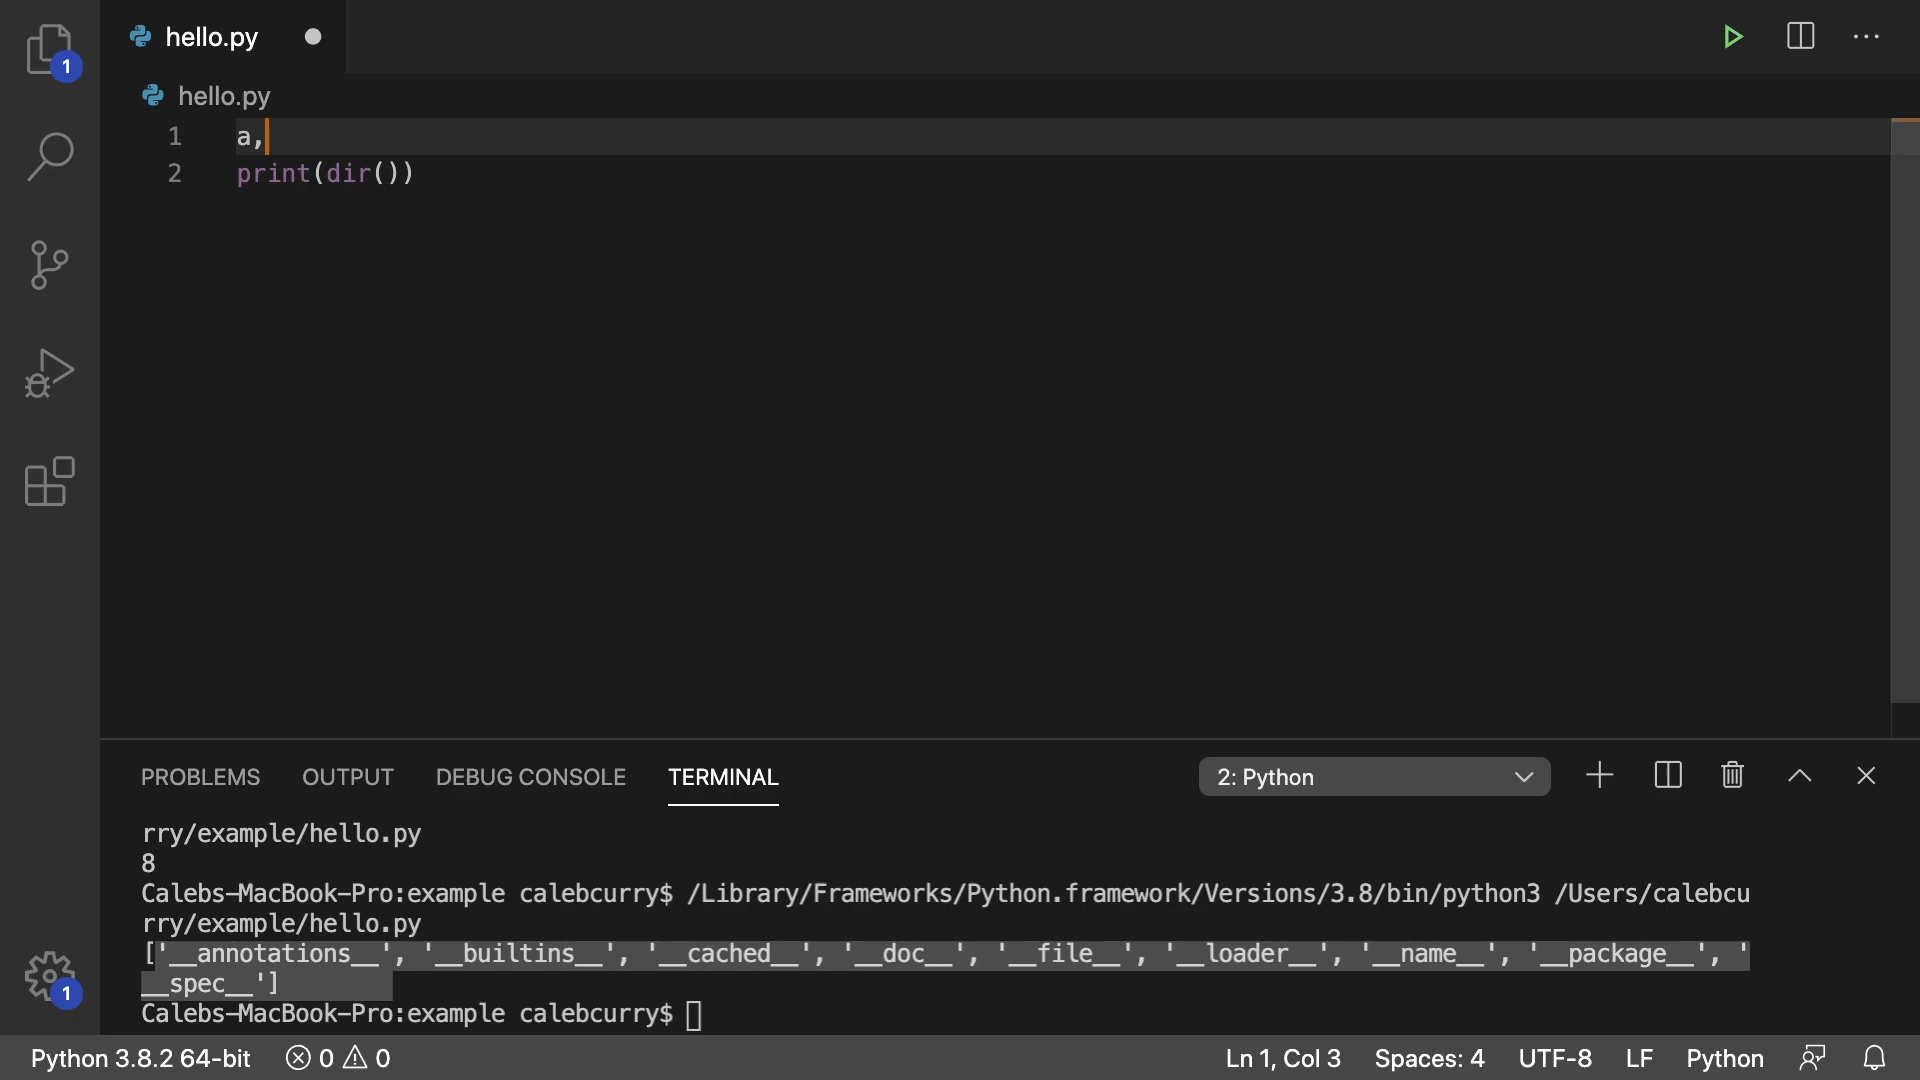 1
hello.py
hello.py
1 a,
2 print(dir())
PROBLEMS OUTPUT DEBUG CONSOLE TERMINAL 2: Python
rry/example/hello.py
8
Calebs-MacBook-Pro:example calebcurry$ /Library/Frameworks/Python.framework/Versions/3.8/bin/python3 /Users/calebcu
rry/example/hello.py
['__annotations__', '__builtins__', '__cached__', '__doc__', '__file__', '__loader__', '__name__', '__package__', '
__spec__']
Calebs-MacBook-Pro:example calebcurry$
1
Python 3.8.2 64-bit 0 0 Ln 1, Col 3 Spaces: 4 UTF-8 LF Python